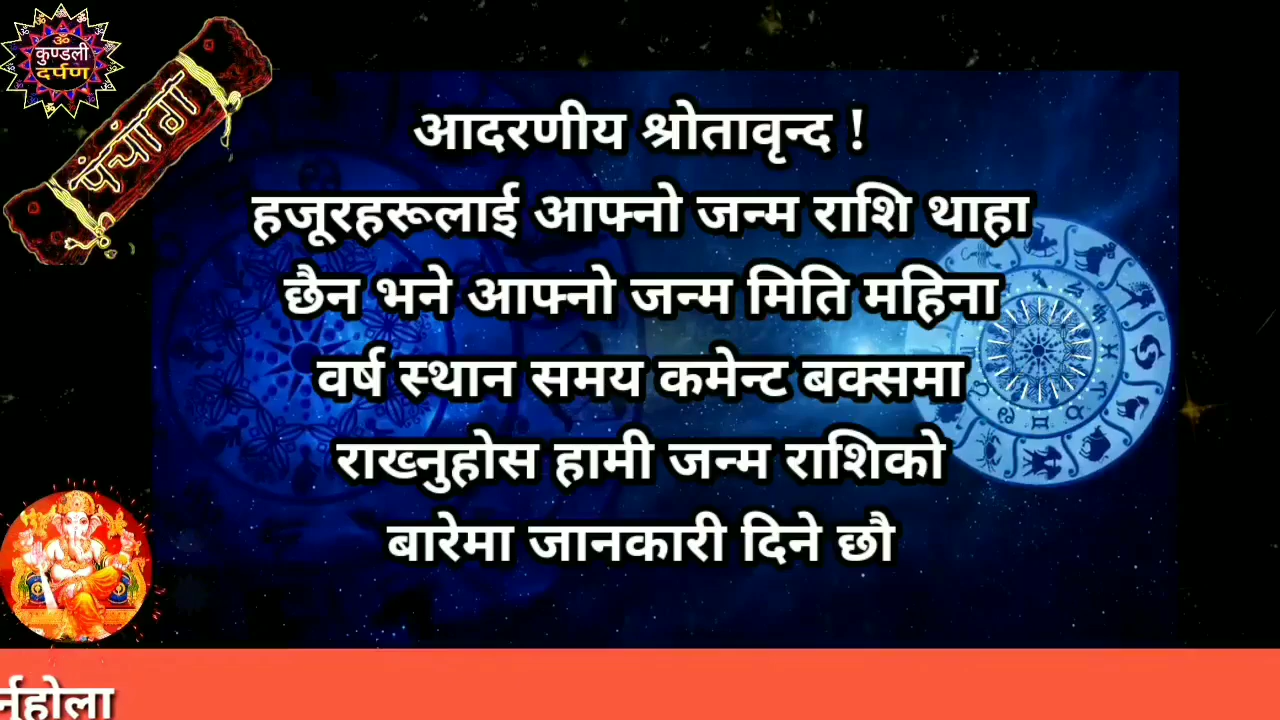 ॐ
कुण्डली
दर्पण
पंचांग
आदरणीय श्रोतावृन्द !
हजूरहरूलाई आफ्नो जन्म राशि थाहा
छैन भने आफ्नो जन्म मिति महिना
वर्ष स्थान समय कमेन्ट बक्समा
राख्नुहोस हामी जन्म राशिको
बारेमा जानकारी दिने छौ